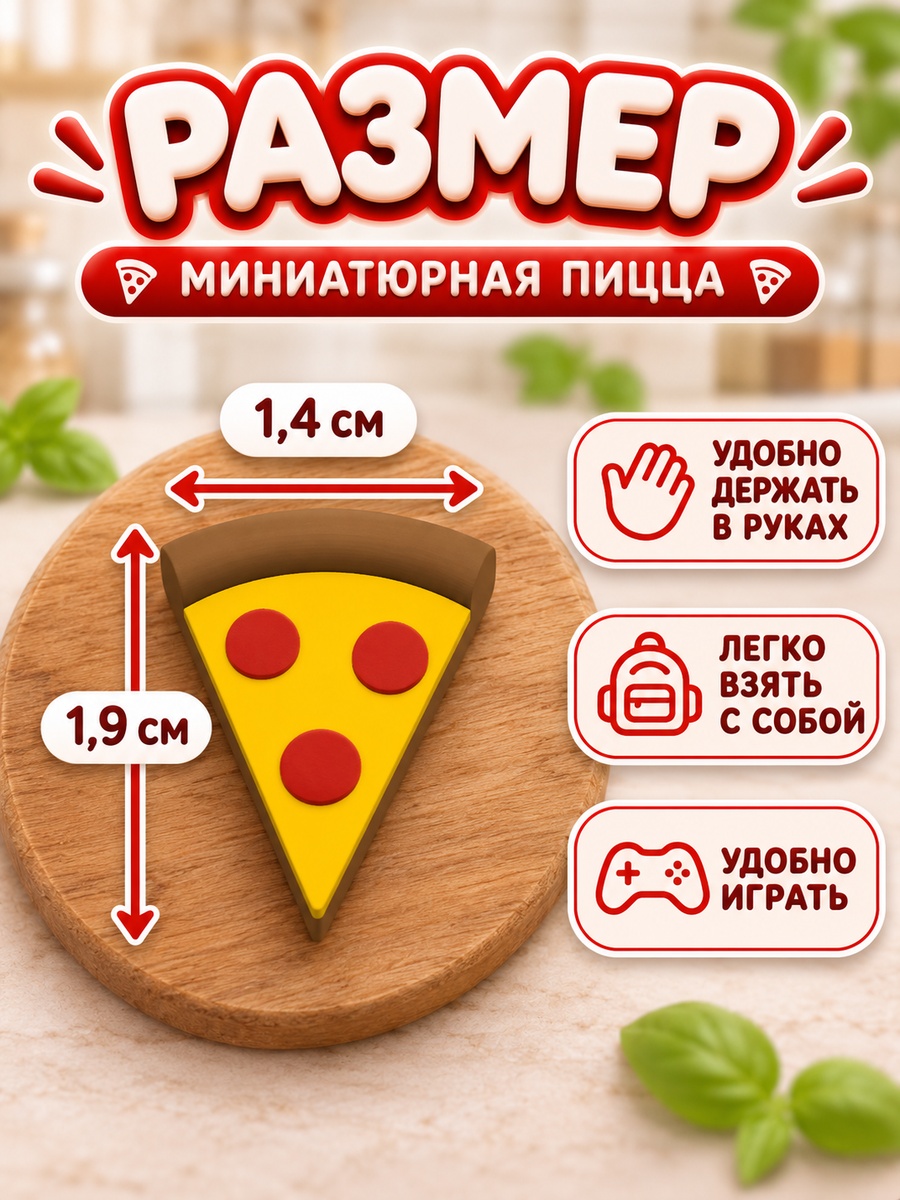 РАЗМЕР
МИНИАТЮРНАЯ ПИЦЦА
1,4 см
1,9 см
УДОБНО
ДЕРЖАТЬ
В РУКАХ
ЛЕГКО
ВЗЯТЬ
С СОБОЙ
УДОБНО
ИГРАТЬ